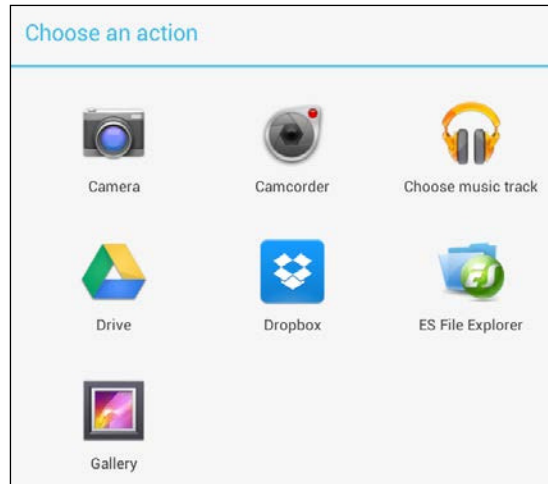 Choose an action
Camera
Camcorder
Choose music track
Drive
Dropbox
ES File Explorer
Gallery